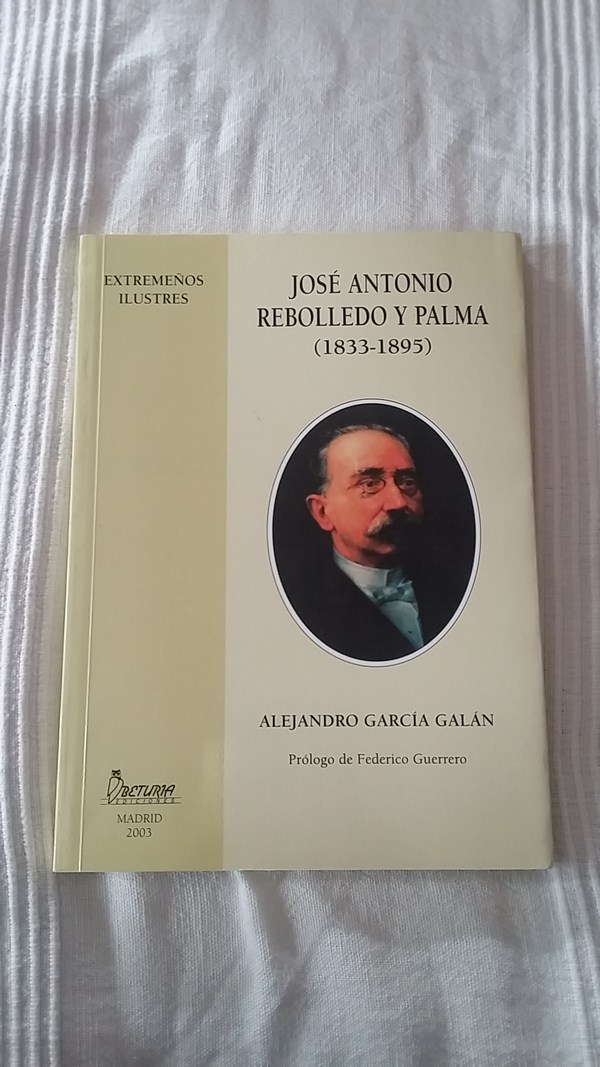 EXTREMEÑOS
ILUSTRES
JOSÉ ANTONIO
REBOLLEDO Y PALMA
(1833-1895)
ALEJANDRO GARCÍA GALÁN
Prólogo de Federico Guerrero
BETURIA
EDICIONES
MADRID
2003